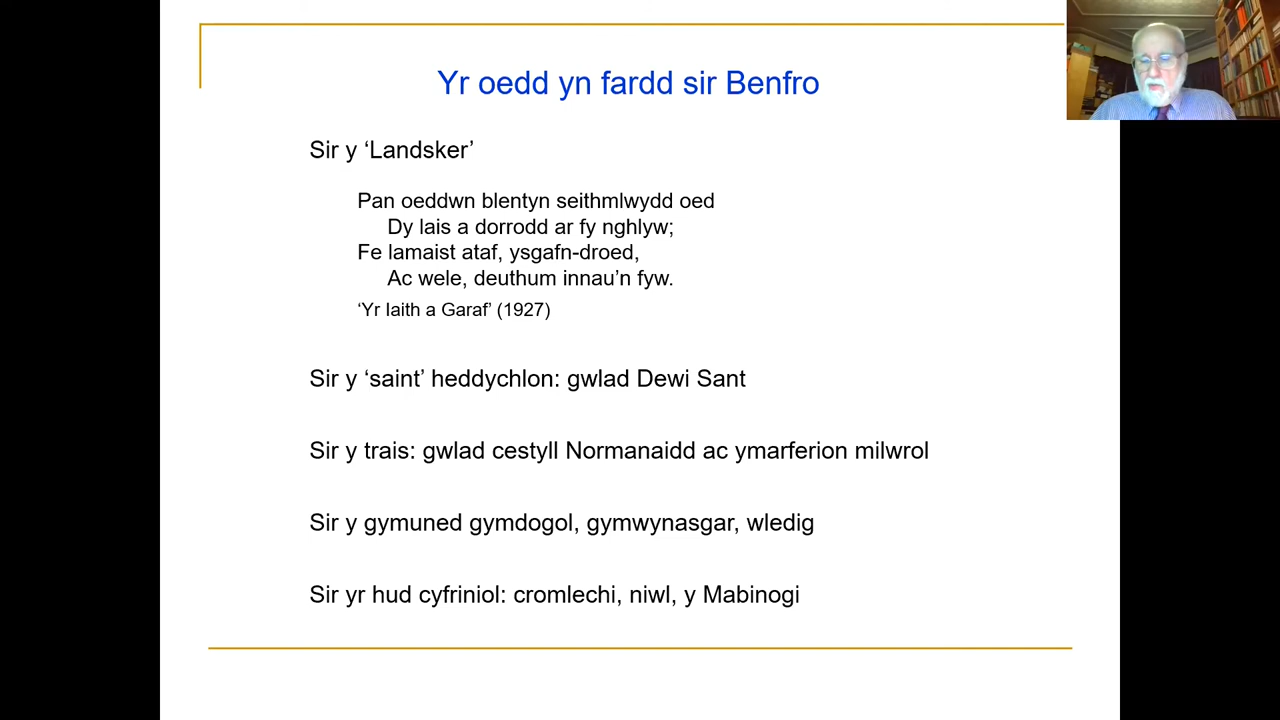 Yr oedd yn fardd sir Benfro
Sir y ‘Landsker’
Pan oeddwn blentyn seithmlwydd oed
Dy lais a dorrodd ar fy nghlyw;
Fe lamaist ataf, ysgafn-droed,
Ac wele, deuthum innau’n fyw.
‘Yr Iaith a Garaf’ (1927)
Sir y ‘saint’ heddychlon: gwlad Dewi Sant
Sir y trais: gwlad cestyll Normanaidd ac ymarferion milwrol
Sir y gymuned gymdogol, gymwynasgar, wledig
Sir yr hud cyfriniol: cromlechi, niwl, y Mabinogi